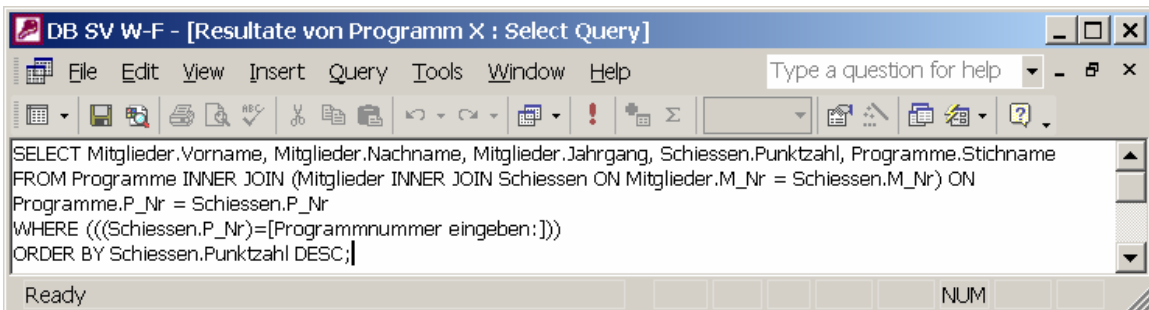 DB SV W-F - [Resultate von Programm X : Select Query]
File Edit View Insert Query Tools Window Help Type a question for help
ABC
SELECT Mitglieder.Vorname, Mitglieder.Nachname, Mitglieder.Jahrgang, Schiessen.Punktzahl, Programme.Stichname
FROM Programme INNER JOIN (Mitglieder INNER JOIN Schiessen ON Mitglieder.M_Nr = Schiessen.M_Nr) ON
Programme.P_Nr = Schiessen.P_Nr
WHERE (((Schiessen.P_Nr)=[Programmnummer eingeben:]))
ORDER BY Schiessen.Punktzahl DESC;
Ready NUM